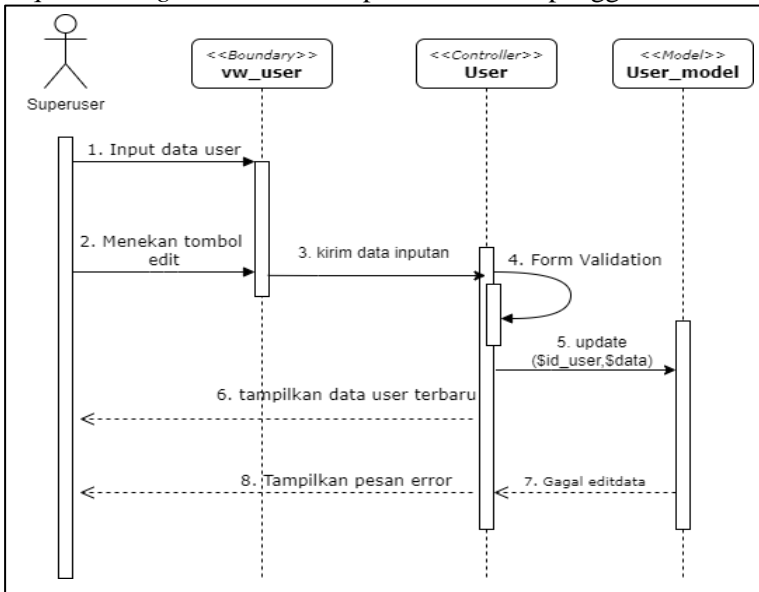 <<Boundary>>
vw_user
<<Controller>>
User
<<Model>>
User_model
Superuser
1. Input data user
2. Menekan tombol
edit
3. kirim data inputan
4. Form Validation
5. update
($id_user,$data)
6. tampilkan data user terbaru
8. Tampilkan pesan error
7. Gagal editdata